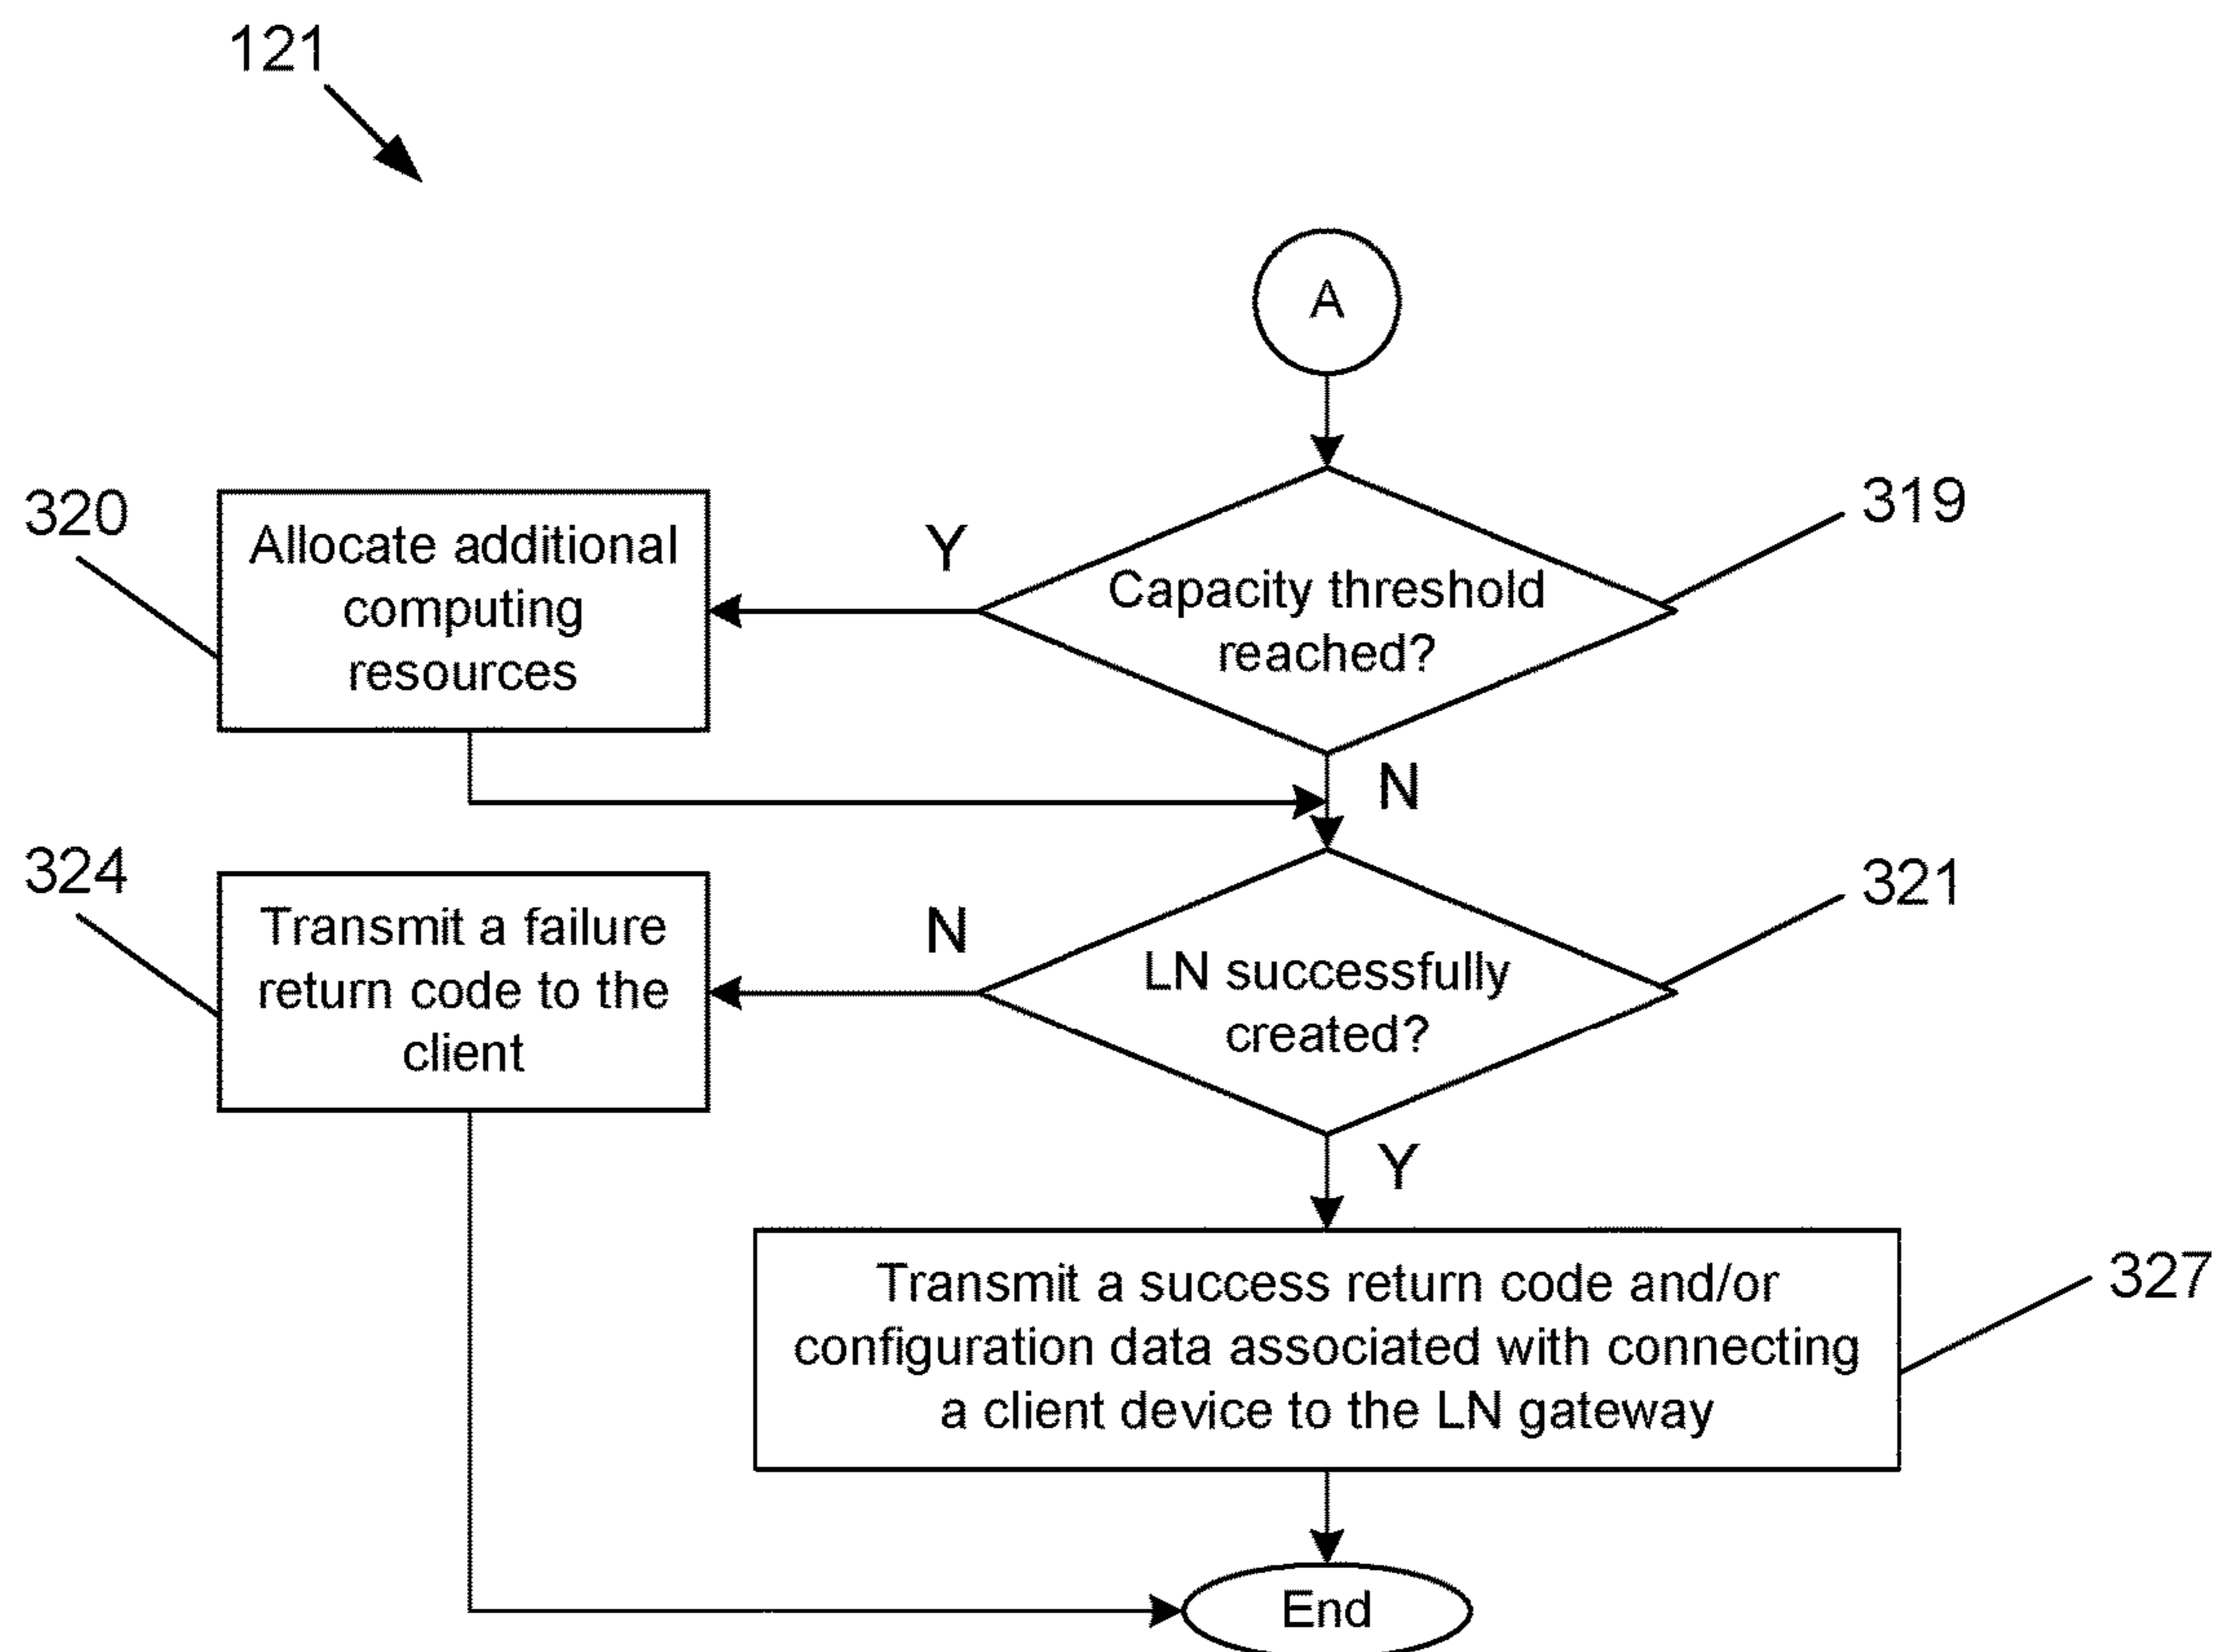 121
A
319
Capacity threshold
reached?
Y
320
Allocate additional
computing
resources
N
321
LN successfully
created?
N
324
Transmit a failure
return code to the
client
Y
327
Transmit a success return code and/or
configuration data associated with connecting
a client device to the LN gateway
End